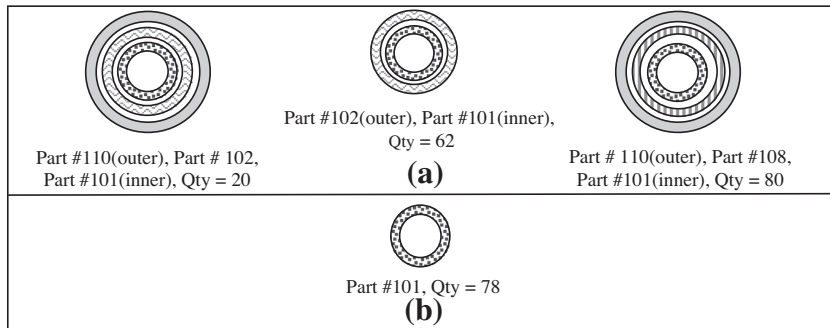 Part #110(outer), Part # 102,
Part #101(inner), Qty = 20
Part #102(outer), Part #101(inner),
Qty = 62
(a)
Part # 110(outer), Part #108,
Part #101(inner), Qty = 80
Part #101, Qty = 78
(b)